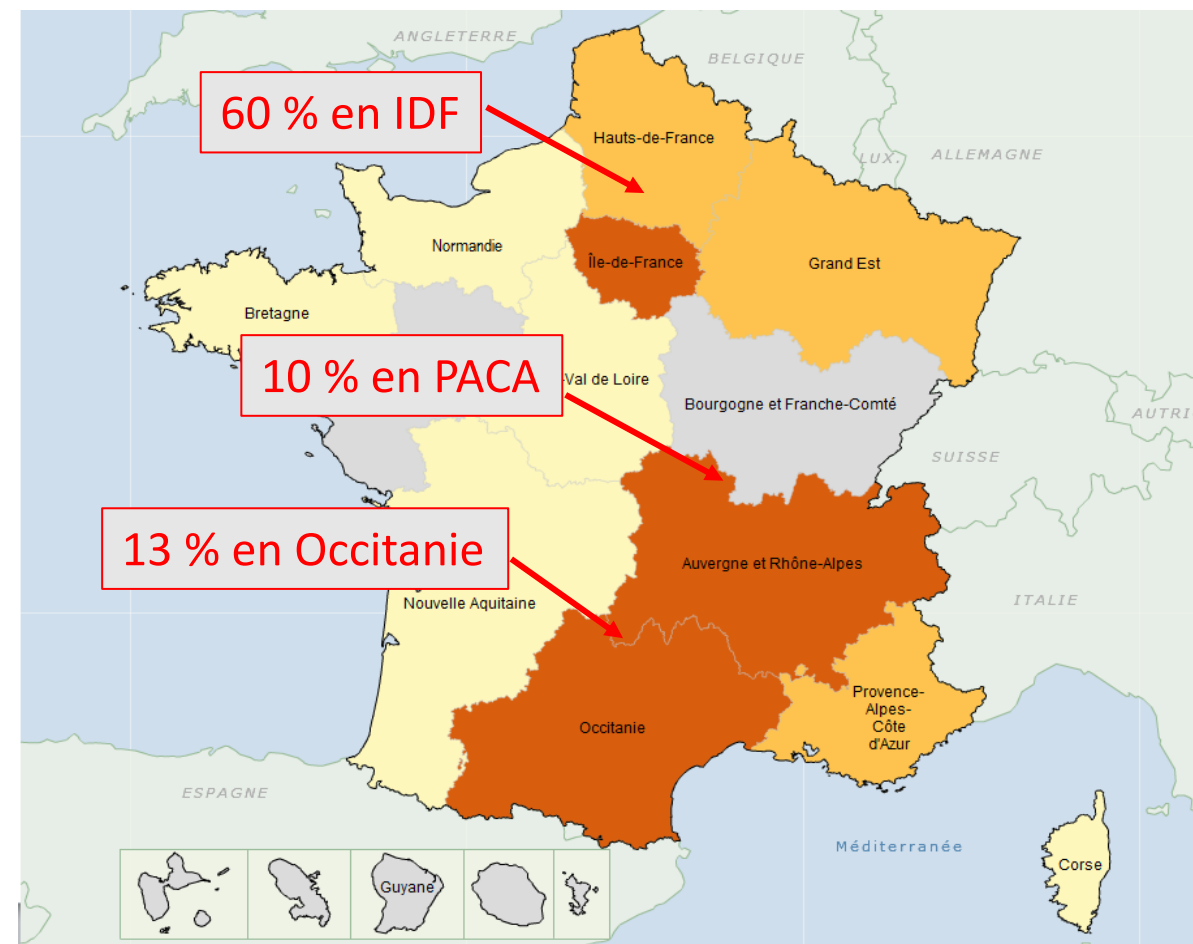 ANGLETERRE
BELGIQUE
60 % en IDF
Hauts-de-France
LUX.
ALLEMAGNE
Normandie
Île-de-France
Grand Est
Bretagne
10 % en PACA
-Val de Loire
Bourgogne et Franche-Comté
AUTRI
SUISSE
13 % en Occitanie
Auvergne et Rhône-Alpes
Nouvelle Aquitaine
ITALIE
Provence-
Alpes-
Côte
d'Azur
Occitanie
ESPAGNE
Méditerranée
Corse
Guyane